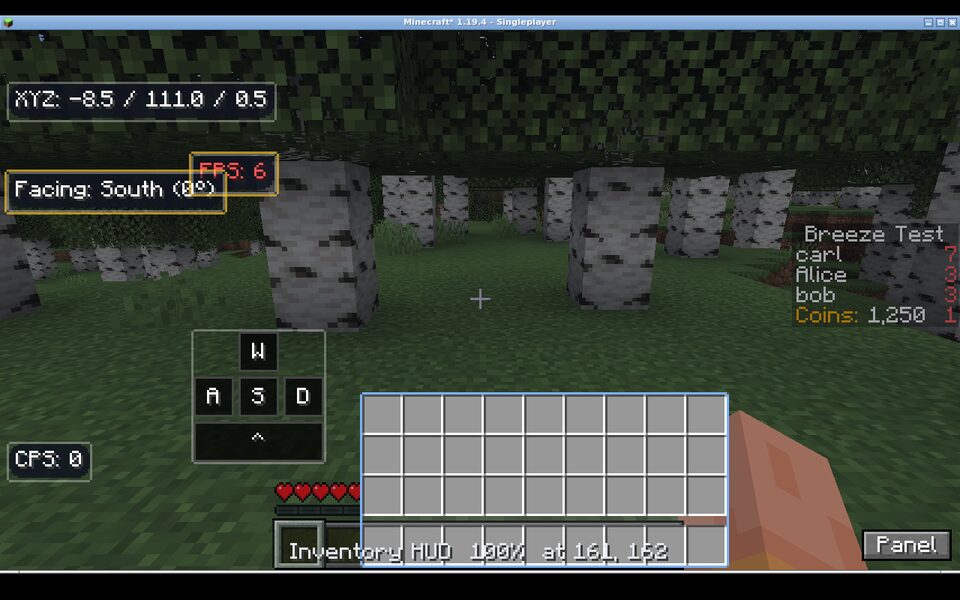 Minecraft* 1.19.4 - Singleplayer
XYZ: -8.5 / 111.0 / 0.5
FPS: 6
Facing: South (0°)
Breeze Test
carl 7
Alice 3
bob 3
Coins: 1,250 1
W
A S D
^
CPS: 0
Inventory HUD 100% at 161, 162
Panel